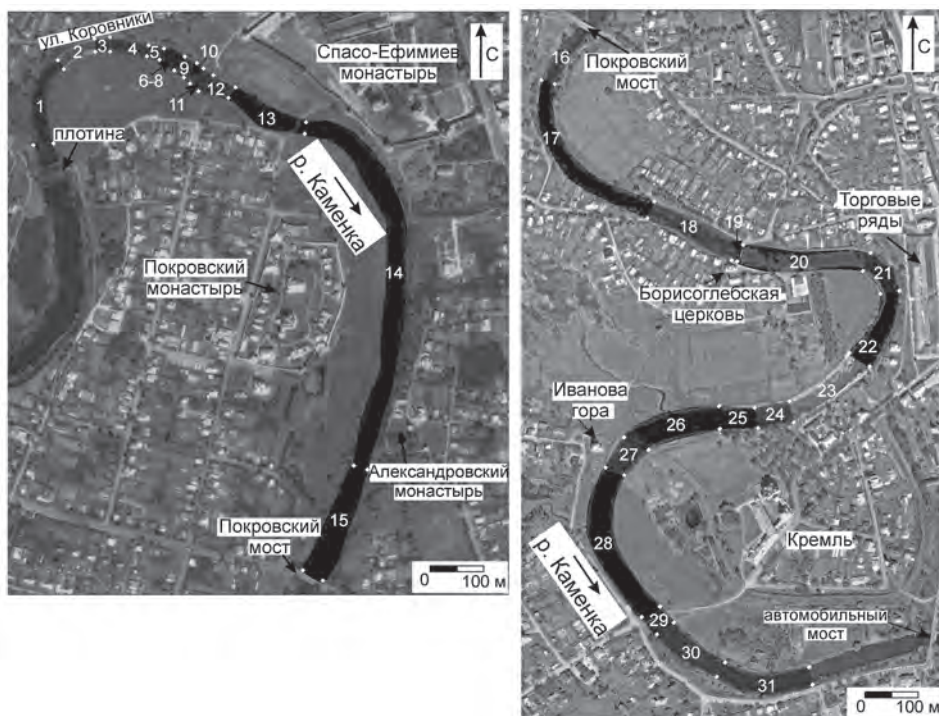 ул. Коровники
1
2
3
4
5
6-8
9
10
11
12
13
14
15
плотина
Спасо-Ефимиев
монастырь
С
р. Каменка
Покровский
монастырь
Александровский
монастырь
Покровский
мост
0 100 м
16
Покровский
мост
С
17
18
19
20
21
22
23
24
25
26
27
28
29
30
31
Торговые
ряды
Борисоглебская
церковь
Иванова
гора
Кремль
р. Каменка
автомобильный
мост
0 100 м